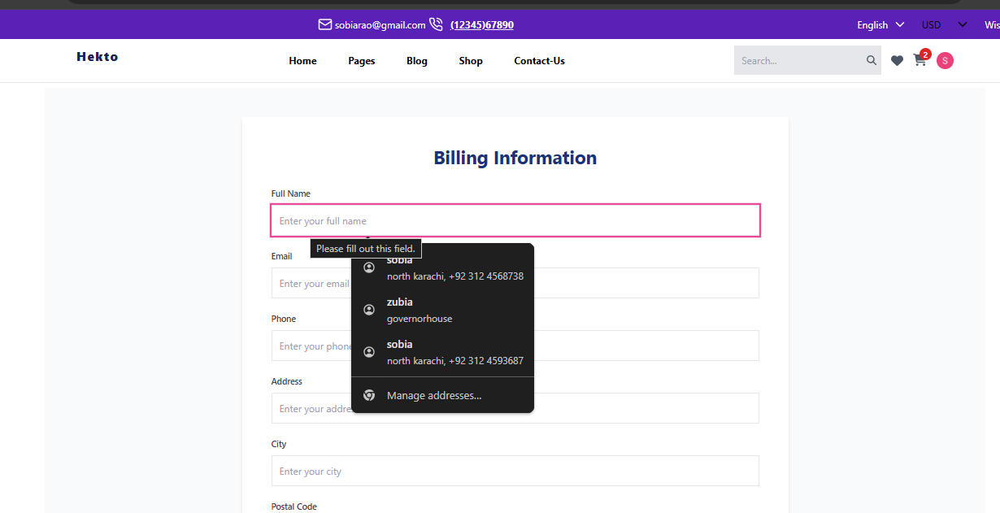 sobiarao@gmail.com (12345)67890 English USD Wis
Hekto Home Pages Blog Shop Contact-Us Search... 2 S
Billing Information
Full Name
Enter your full name
Please fill out this field.
Email
sobia
north karachi, +92 312 4568738
Enter your email
zubia
governorhouse
Phone
Enter your phone
sobia
north karachi, +92 312 4593687
Address
Manage addresses...
Enter your addre
City
Enter your city
Postal Code